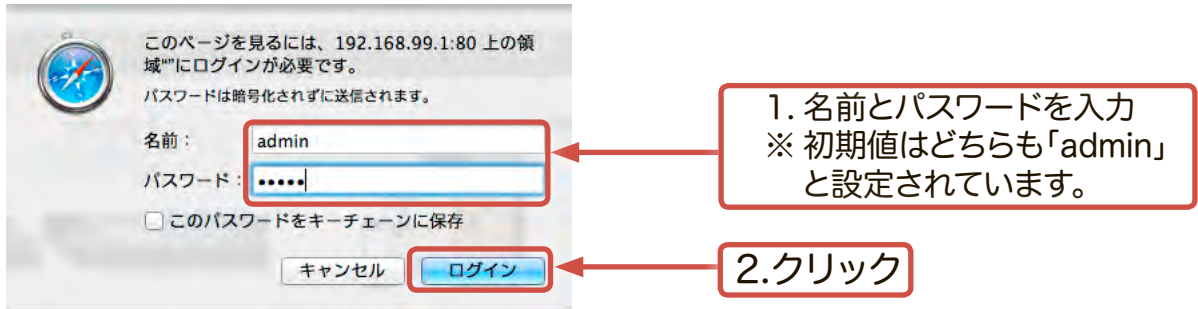 このページを見るには、192.168.99.1:80 上の領
域“”にログインが必要です。
パスワードは暗号化されずに送信されます。
名前：
admin
パスワード：
•••••
このパスワードをキーチェーンに保存
キャンセル
ログイン
1. 名前とパスワードを入力
※ 初期値はどちらも「admin」
と設定されています。
2.クリック